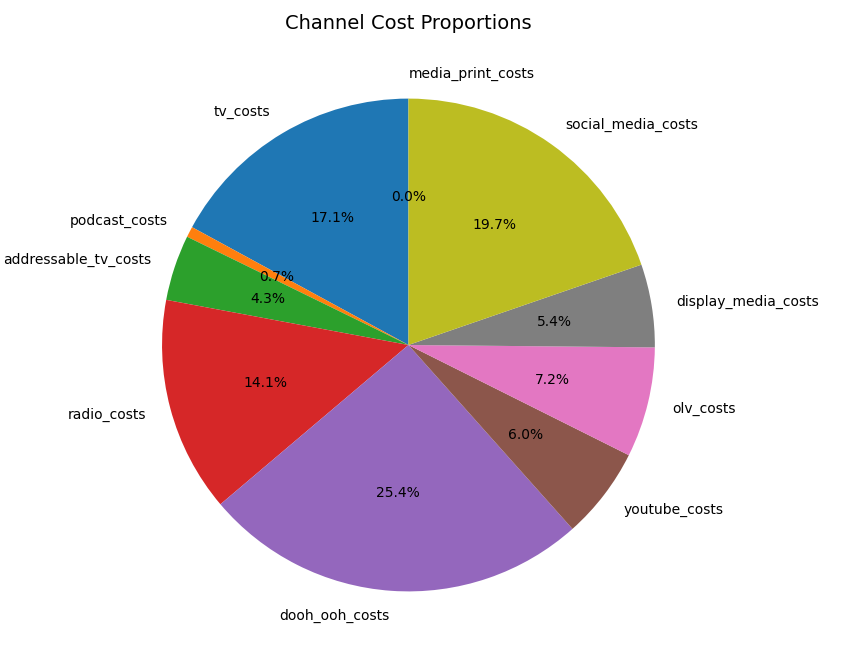 Channel Cost Proportions
media_print_costs
tv_costs
social_media_costs
0.0%
17.1%
19.7%
podcast_costs
addressable_tv_costs
0.7%
4.3%
display_media_costs
5.4%
14.1%
7.2%
radio_costs
olv_costs
6.0%
25.4%
youtube_costs
dooh_ooh_costs